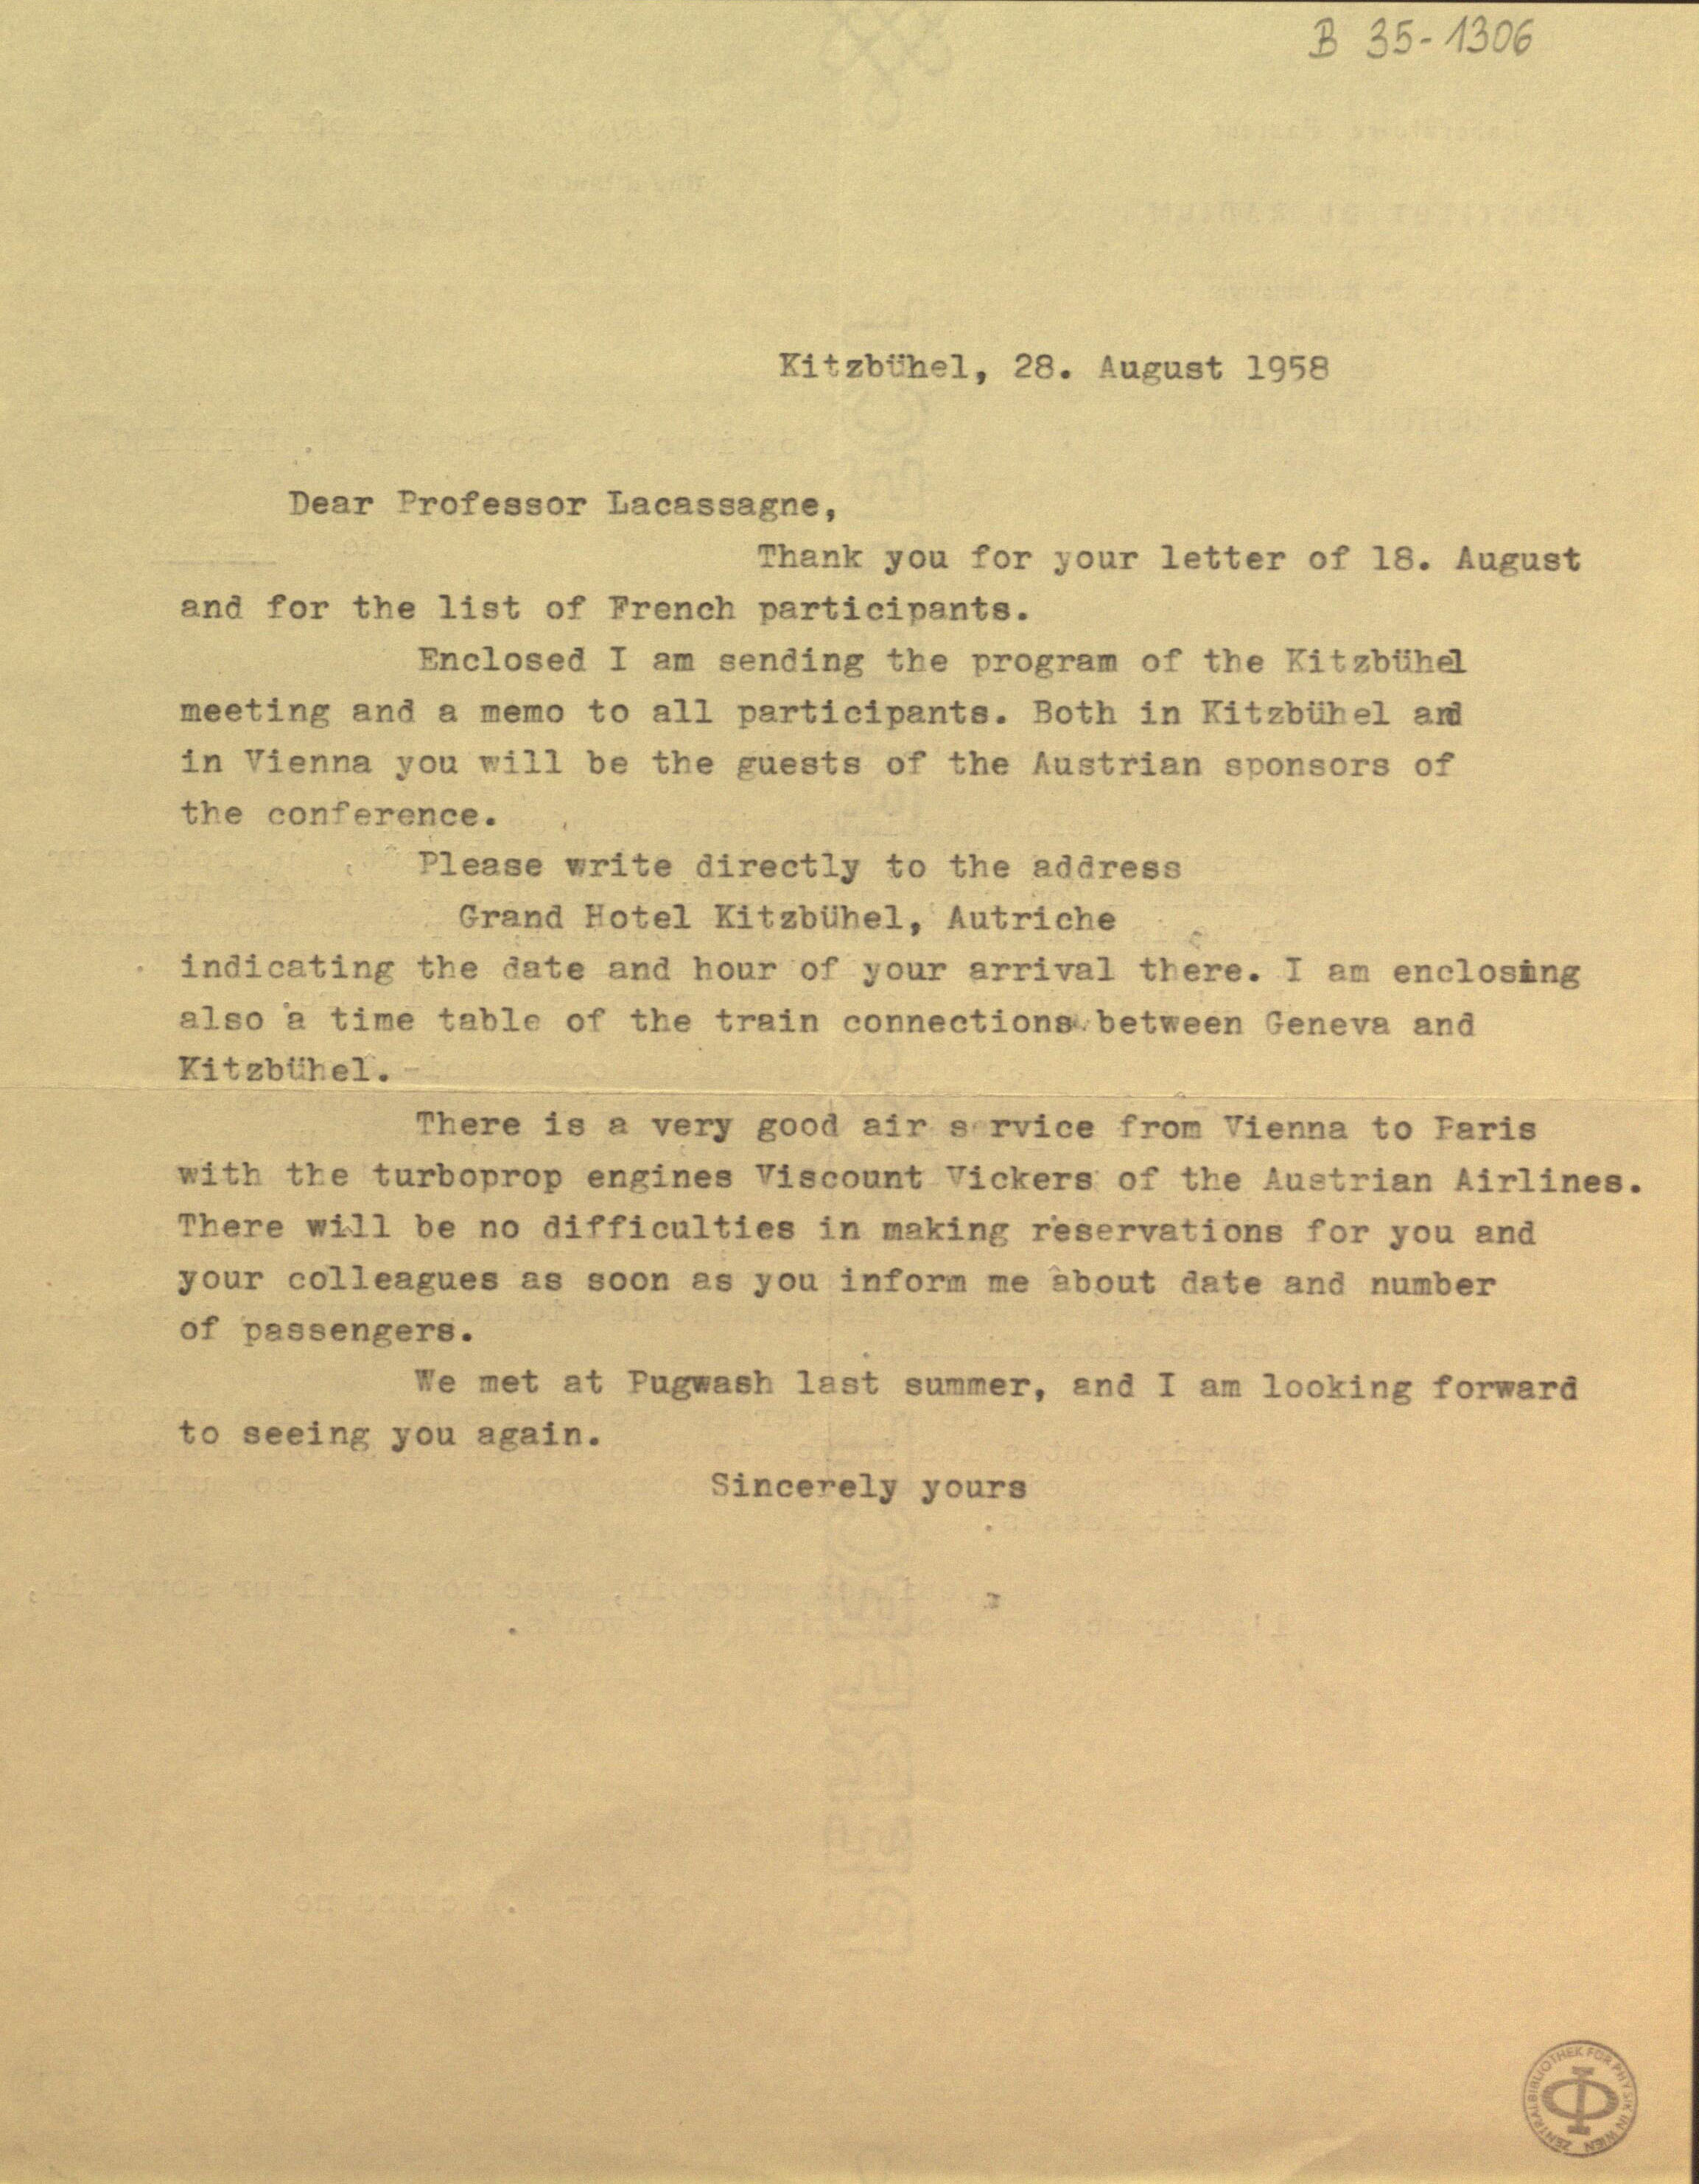 B 35-1306
Kitzbühel, 28. August 1958
Dear Professor Lacassagne,
Thank you for your letter of 18. August
and for the list of French participants.
Enclosed I am sending the program of the Kitzbühel
meeting and a memo to all participants. Both in Kitzbühel and
in Vienna you will be the guests of the Austrian sponsors of
the conference.
Please write directly to the address
Grand Hotel Kitzbühel, Autriche
indicating the date and hour of your arrival there. I am enclosing
also a time table of the train connections between Geneva and
Kitzbühel.
There is a very good air service from Vienna to Paris
with the turboprop engines Viscount Vickers of the Austrian Airlines.
There will be no difficulties in making reservations for you and
your colleagues as soon as you inform me about date and number
of passengers.
We met at Pugwash last summer, and I am looking forward
to seeing you again.
Sincerely yours
ZENTRALBIBLIOTHEK FÜR PHYSIK IN WIEN